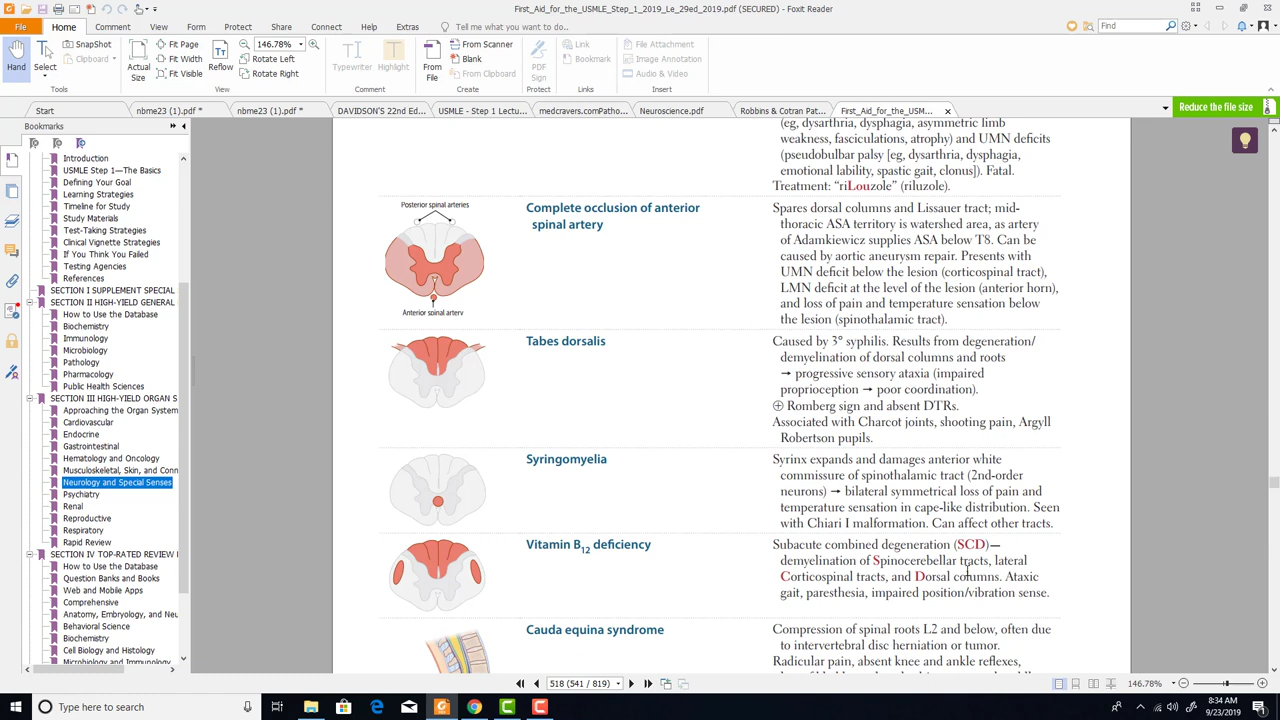 First_Aid_for_the_USMLE_Step_1_2019_Le_29ed_2019.pdf (SECURED) - Foxit Reader
File Home Comment View Form Protect Share Connect Help Extras Tell me what you want to do... Find
Hand
Select
SnapShot
Clipboard
Tools
Actual Size
Fit Page
Fit Width
Fit Visible
Reflow
146.78%
Rotate Left
Rotate Right
View
Typewriter
Highlight
Comment
From File
From Scanner
Blank
From Clipboard
Create
PDF Sign
Protect
Link
Bookmark
Links
File Attachment
Image Annotation
Audio & Video
Insert
Start nbme23 (1).pdf * nbme23 (1).pdf * DAVIDSON'S 22nd Ed... USMLE - Step 1 Lectu... medcravers.comPatho... Neuroscience.pdf Robbins & Cotran Pat... First_Aid_for_the_USM... Reduce the file size
Bookmarks
Introduction
USMLE Step 1—The Basics
Defining Your Goal
Learning Strategies
Timeline for Study
Study Materials
Test-Taking Strategies
Clinical Vignette Strategies
If You Think You Failed
Testing Agencies
References
SECTION I SUPPLEMENT SPECIAL
SECTION II HIGH-YIELD GENERAL
How to Use the Database
Biochemistry
Immunology
Microbiology
Pathology
Pharmacology
Public Health Sciences
SECTION III HIGH-YIELD ORGAN S
Approaching the Organ System
Cardiovascular
Endocrine
Gastrointestinal
Hematology and Oncology
Musculoskeletal, Skin, and Conn
Neurology and Special Senses
Psychiatry
Renal
Reproductive
Respiratory
Rapid Review
SECTION IV TOP-RATED REVIEW
How to Use the Database
Question Banks and Books
Web and Mobile Apps
Comprehensive
Anatomy, Embryology, and Neu
Behavioral Science
Biochemistry
Cell Biology and Histology
Microbiology and Immunology
(eg, dysarthria, dysphagia, asymmetric limb
weakness, fasciculations, atrophy) and UMN deficits
(pseudobulbar palsy [eg, dysarthria, dysphagia,
emotional lability, spastic gait, clonus]). Fatal.
Treatment: “riLouzole” (riluzole).
Posterior spinal arteries
Anterior spinal artery
Complete occlusion of anterior
spinal artery
Spares dorsal columns and Lissauer tract; mid-
thoracic ASA territory is watershed area, as artery
of Adamkiewicz supplies ASA below T8. Can be
caused by aortic aneurysm repair. Presents with
UMN deficit below the lesion (corticospinal tract),
LMN deficit at the level of the lesion (anterior horn),
and loss of pain and temperature sensation below
the lesion (spinothalamic tract).
Tabes dorsalis
Caused by 3° syphilis. Results from degeneration/
demyelination of dorsal columns and roots
→ progressive sensory ataxia (impaired
proprioception → poor coordination).
⊕ Romberg sign and absent DTRs.
Associated with Charcot joints, shooting pain, Argyll
Robertson pupils.
Syringomyelia
Syrinx expands and damages anterior white
commissure of spinothalamic tract (2nd-order
neurons) → bilateral symmetrical loss of pain and
temperature sensation in cape-like distribution. Seen
with Chiari I malformation. Can affect other tracts.
Vitamin B12 deficiency
Subacute combined degeneration (SCD)—
demyelination of Spinocerebellar tracts, lateral
Corticospinal tracts, and Dorsal columns. Ataxic
gait, paresthesia, impaired position/vibration sense.
Cauda equina syndrome
Compression of spinal roots L2 and below, often due
to intervertebral disc herniation or tumor.
Radicular pain, absent knee and ankle reflexes,
518 (541 / 819)
146.78%
Type here to search
8:34 AM
9/23/2019